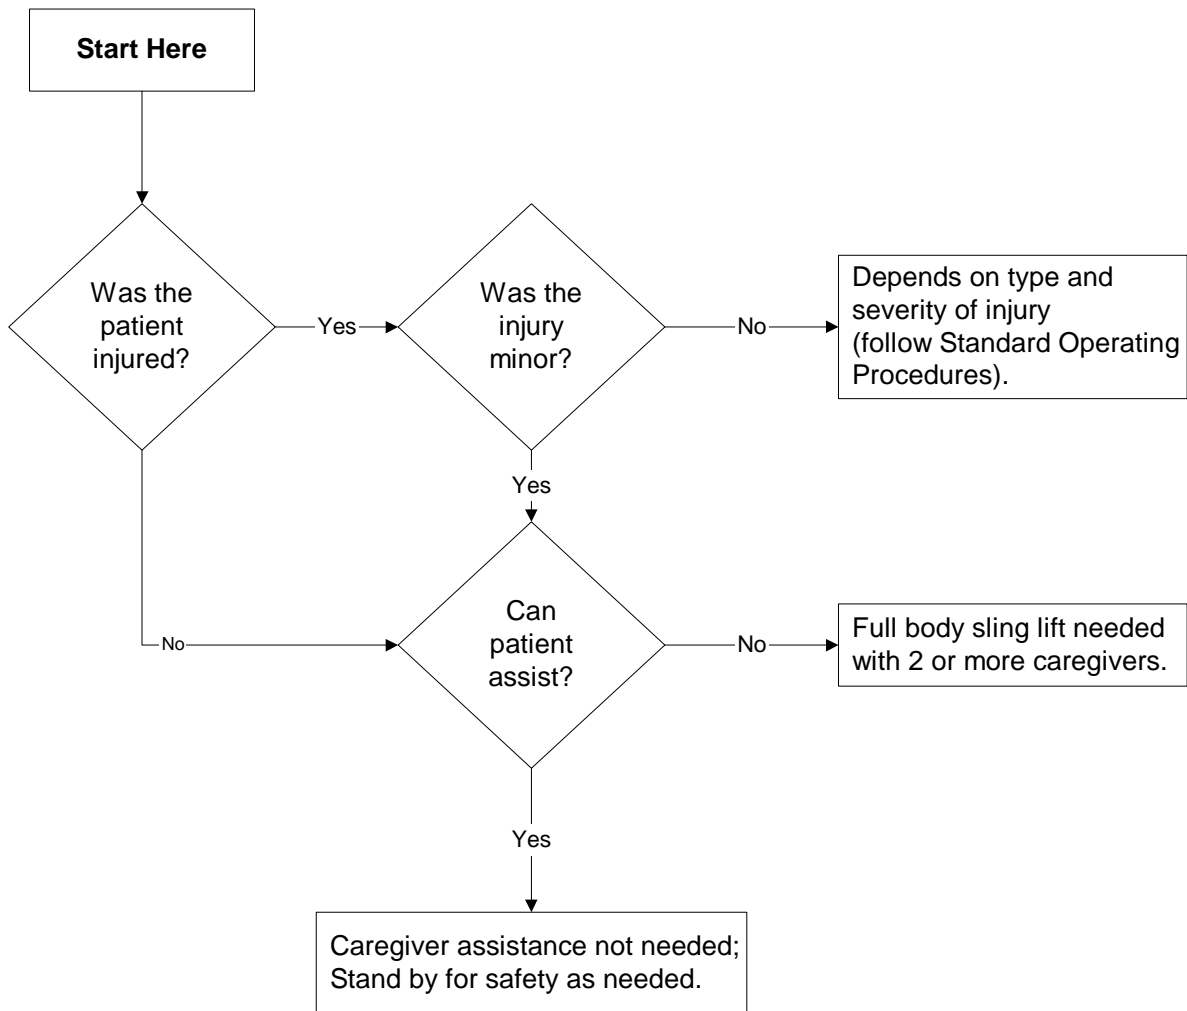 Start Here
Was the
patient
injured?
Yes
Was the
injury
minor?
No
Depends on type and
severity of injury
(follow Standard Operating
Procedures).
Yes
No
Can
patient
assist?
No
Full body sling lift needed
with 2 or more caregivers.
Yes
Caregiver assistance not needed;
Stand by for safety as needed.